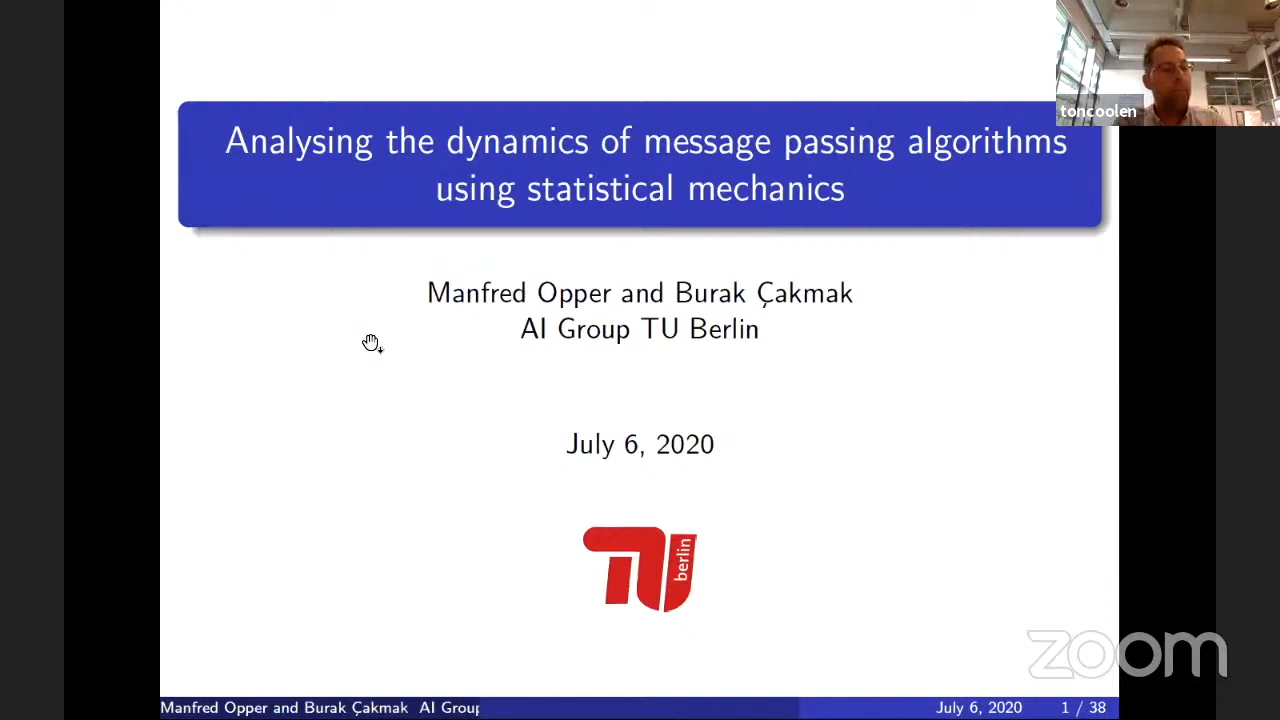 toncoolen
Analysing the dynamics of message passing algorithms
using statistical mechanics
Manfred Opper and Burak Çakmak
AI Group TU Berlin
July 6, 2020
TU berlin
zoom
Manfred Opper and Burak Çakmak AI Group
July 6, 2020 1 / 38